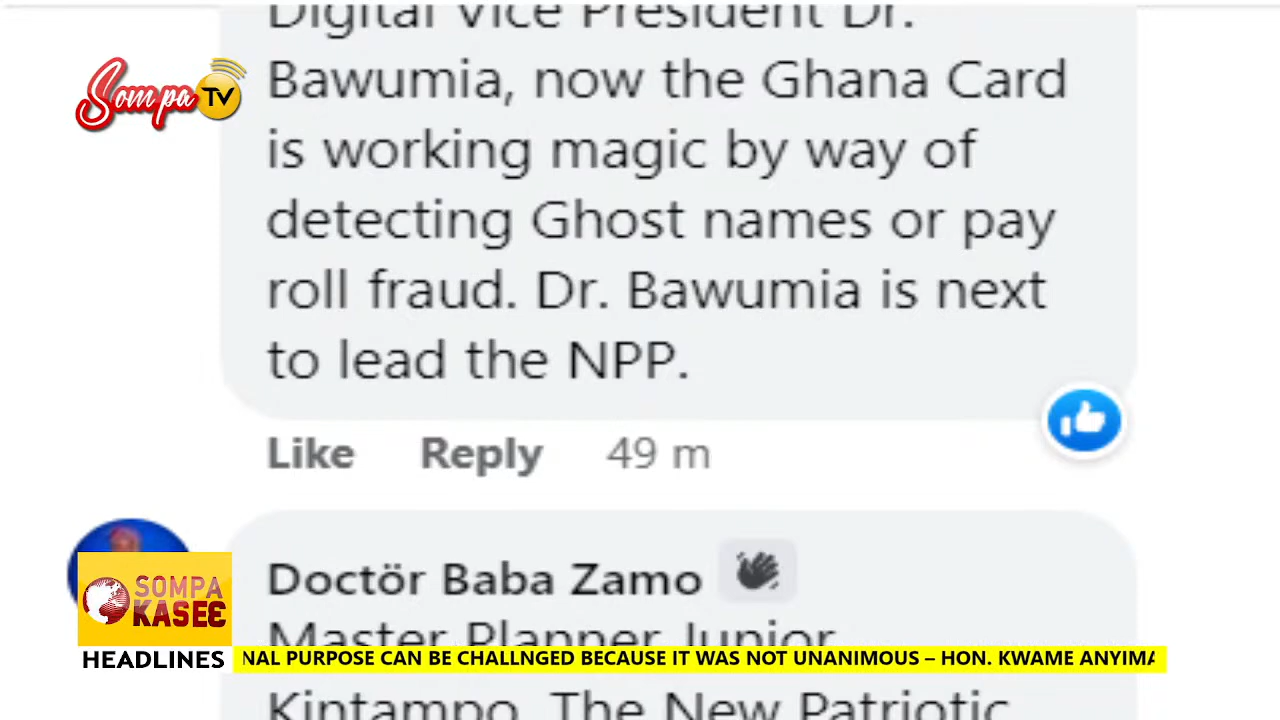 Digital Vice President Dr.
Bawumia, now the Ghana Card
is working magic by way of
detecting Ghost names or pay
roll fraud. Dr. Bawumia is next
to lead the NPP.
Like Reply 49 m
Doctör Baba Zamo
Master Planner Junior
Kintampo. The New Patriotic
Sompa TV
SOMPA
KASEƐ
HEADLINES
NAL PURPOSE CAN BE CHALLNGED BECAUSE IT WAS NOT UNANIMOUS – HON. KWAME ANYIMA